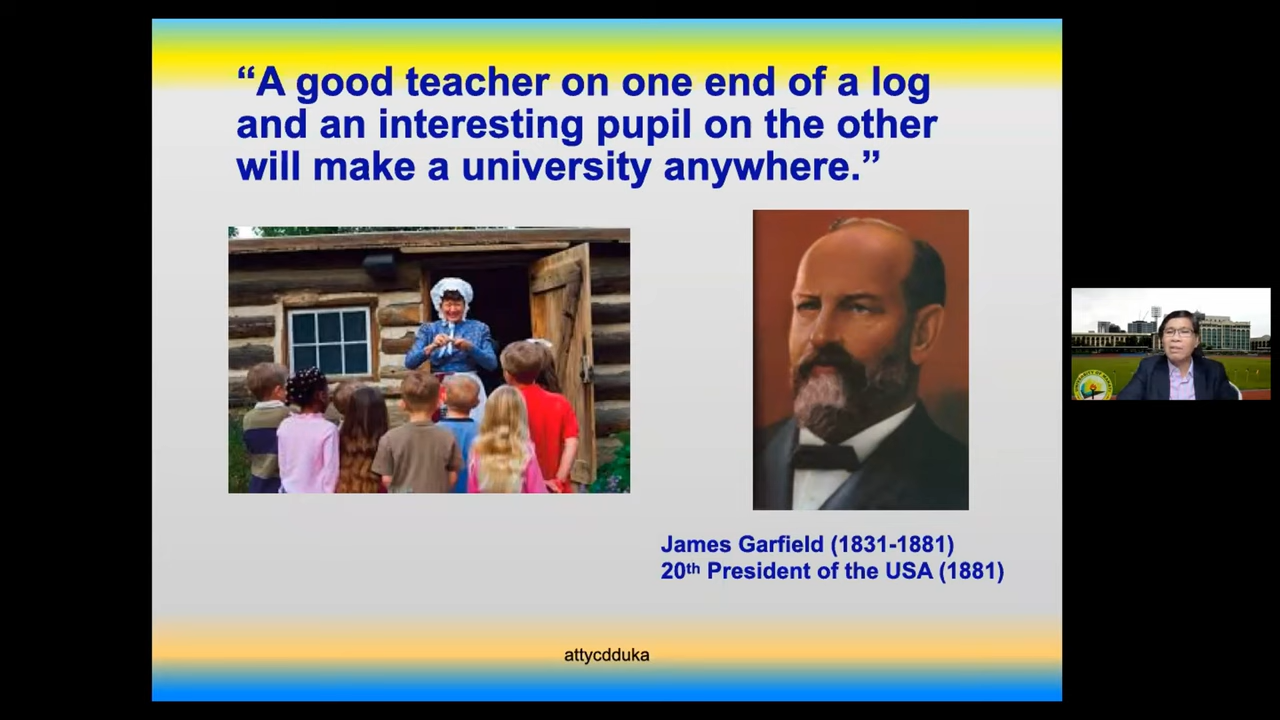 “A good teacher on one end of a log
and an interesting pupil on the other
will make a university anywhere.”
James Garfield (1831-1881)
20th President of the USA (1881)
attycdduka